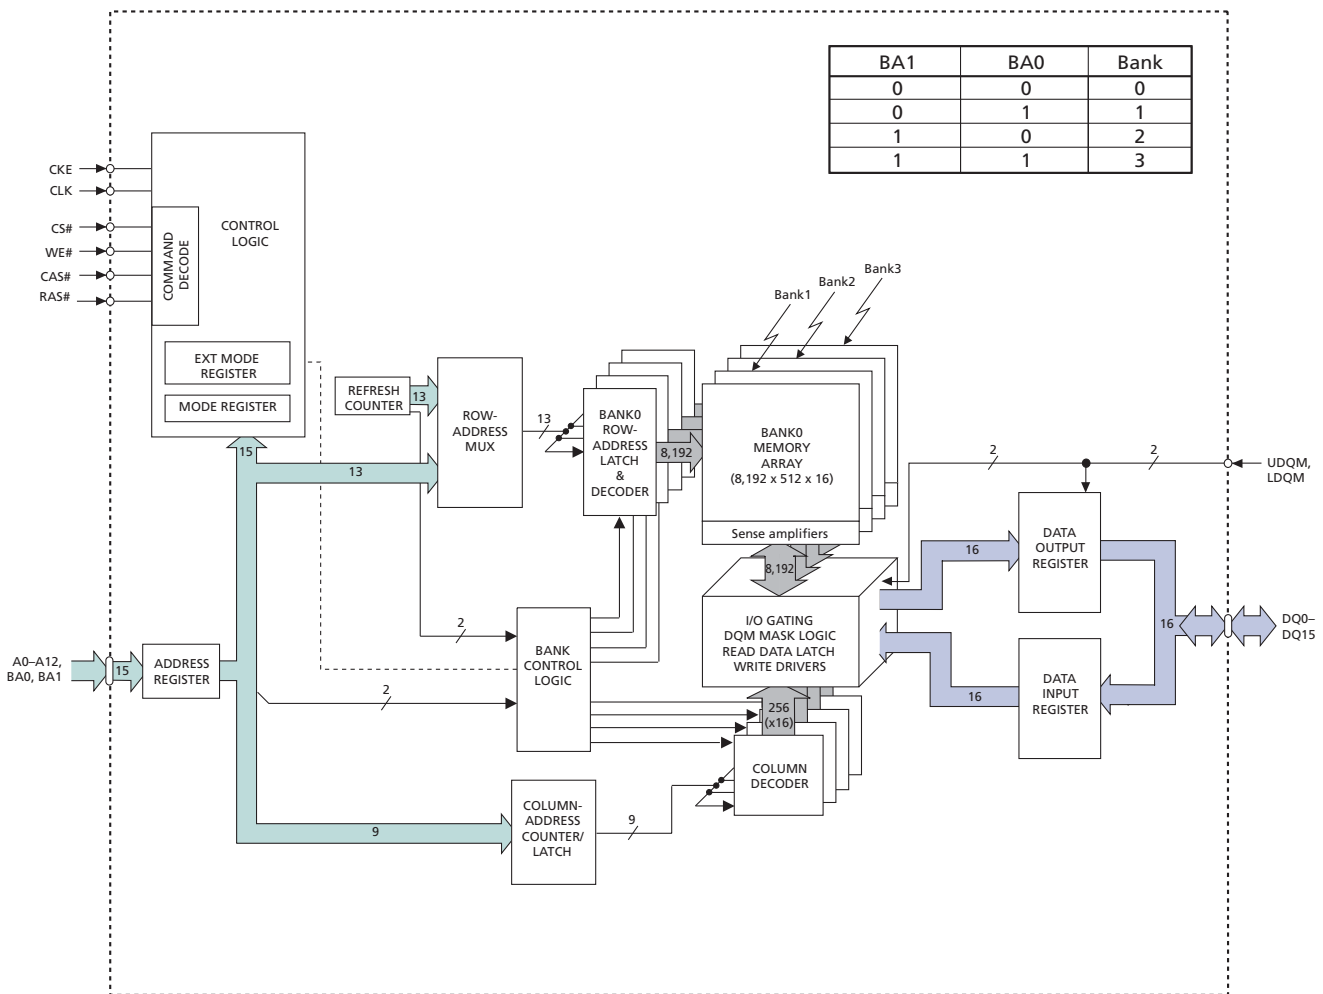 BA1 BA0 Bank
0 0 0
0 1 1
1 0 2
1 1 3
CKE
CLK
CS#
WE#
CAS#
RAS#
CONTROL
LOGIC
COMMAND
DECODE
EXT MODE
REGISTER
MODE REGISTER
Bank3
Bank2
Bank1
REFRESH
COUNTER
13
ROW-
ADDRESS
MUX
13
BANK0
ROW-
ADDRESS
LATCH
&
DECODER
8,192
BANK0
MEMORY
ARRAY
(8,192 x 512 x 16)
Sense amplifiers
15
13
2
2
UDQM,
LDQM
DATA
OUTPUT
REGISTER
16
8,192
I/O GATING
DQM MASK LOGIC
READ DATA LATCH
WRITE DRIVERS
16
DQ0–
DQ15
2
BANK
CONTROL
LOGIC
A0–A12,
BA0, BA1
15
ADDRESS
REGISTER
2
DATA
INPUT
REGISTER
16
256
(x16)
COLUMN
DECODER
COLUMN-
ADDRESS
COUNTER/
LATCH
9
9